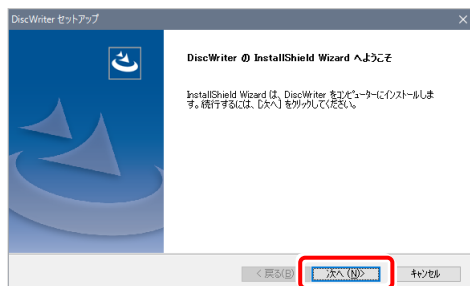 DiscWriter セットアップ
DiscWriter の InstallShield Wizard へようこそ
InstallShield Wizard は、DiscWriter をコンピューターにインストールしま
す。続行するには、[次へ] をクリックしてください。
< 戻る(B)
次へ (N)>
キャンセル